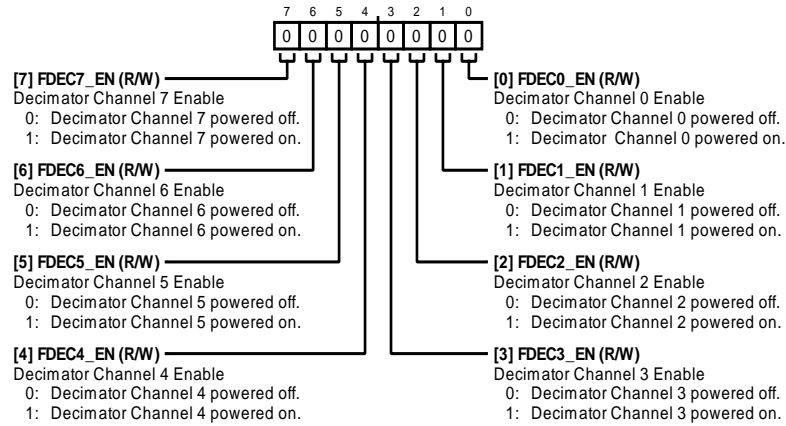 7 6 5 4 3 2 1 0
0 0 0 0 0 0 0 0
[7] FDEC7_EN (R/W)
Decimator Channel 7 Enable
0: Decimator Channel 7 powered off.
1: Decimator Channel 7 powered on.
[6] FDEC6_EN (R/W)
Decimator Channel 6 Enable
0: Decimator Channel 6 powered off.
1: Decimator Channel 6 powered on.
[5] FDEC5_EN (R/W)
Decimator Channel 5 Enable
0: Decimator Channel 5 powered off.
1: Decimator Channel 5 powered on.
[4] FDEC4_EN (R/W)
Decimator Channel 4 Enable
0: Decimator Channel 4 powered off.
1: Decimator Channel 4 powered on.
[0] FDEC0_EN (R/W)
Decimator Channel 0 Enable
0: Decimator Channel 0 powered off.
1: Decimator Channel 0 powered on.
[1] FDEC1_EN (R/W)
Decimator Channel 1 Enable
0: Decimator Channel 1 powered off.
1: Decimator Channel 1 powered on.
[2] FDEC2_EN (R/W)
Decimator Channel 2 Enable
0: Decimator Channel 2 powered off.
1: Decimator Channel 2 powered on.
[3] FDEC3_EN (R/W)
Decimator Channel 3 Enable
0: Decimator Channel 3 powered off.
1: Decimator Channel 3 powered on.